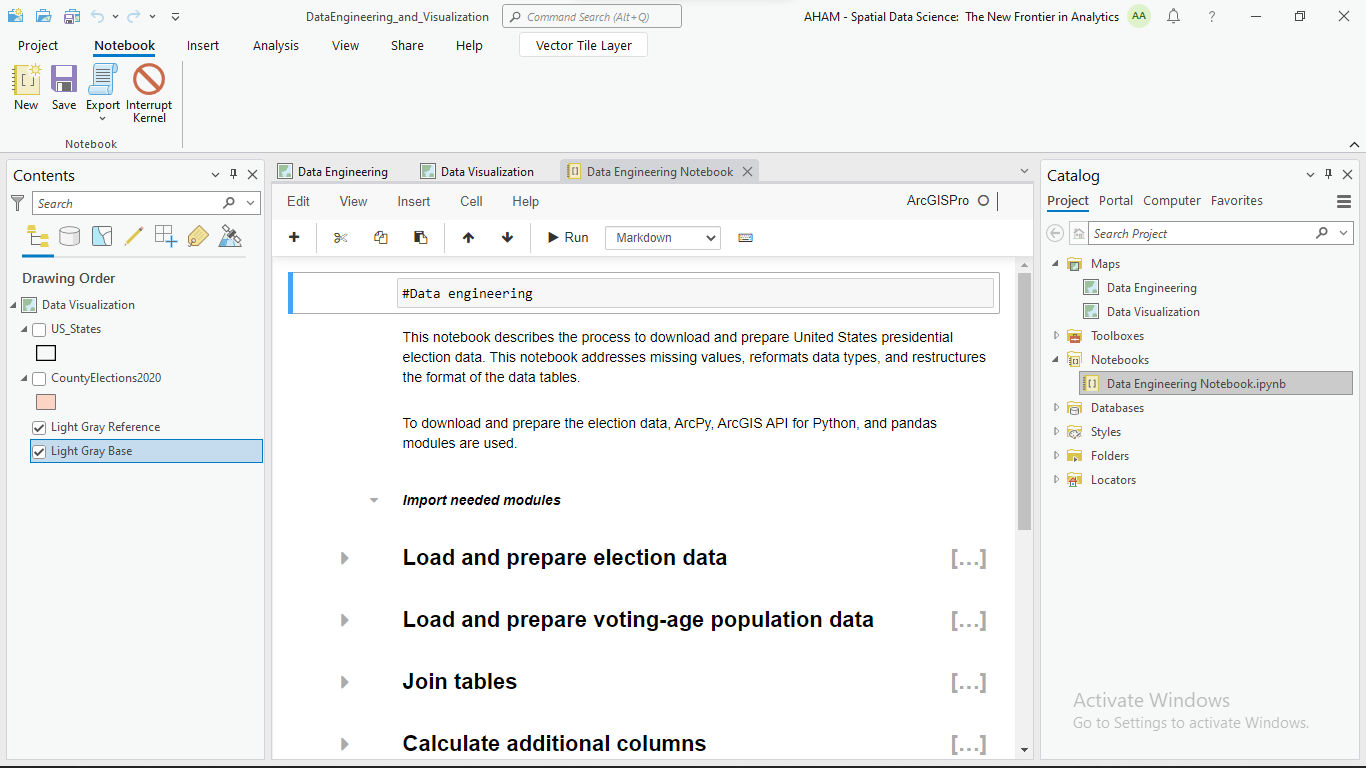 DataEngineering_and_Visualization
Command Search (Alt+Q)
AHAM - Spatial Data Science: The New Frontier in Analytics
AA
?
Project
Notebook
Insert
Analysis
View
Share
Help
Vector Tile Layer
New
Save
Export
Interrupt
Kernel
Notebook
Contents
Search
Drawing Order
Data Visualization
US_States
CountyElections2020
Light Gray Reference
Light Gray Base
Data Engineering
Data Visualization
Data Engineering Notebook
Edit
View
Insert
Cell
Help
ArcGISPro
Run
Markdown
#Data engineering
This notebook describes the process to download and prepare United States presidential
election data. This notebook addresses missing values, reformats data types, and restructures
the format of the data tables.
To download and prepare the election data, ArcPy, ArcGIS API for Python, and pandas
modules are used.
Import needed modules
Load and prepare election data
[...]
Load and prepare voting-age population data
[...]
Join tables
[...]
Calculate additional columns
[...]
Catalog
Project
Portal
Computer
Favorites
Search Project
Maps
Data Engineering
Data Visualization
Toolboxes
Notebooks
Data Engineering Notebook.ipynb
Databases
Styles
Folders
Locators
Activate Windows
Go to Settings to activate Windows.